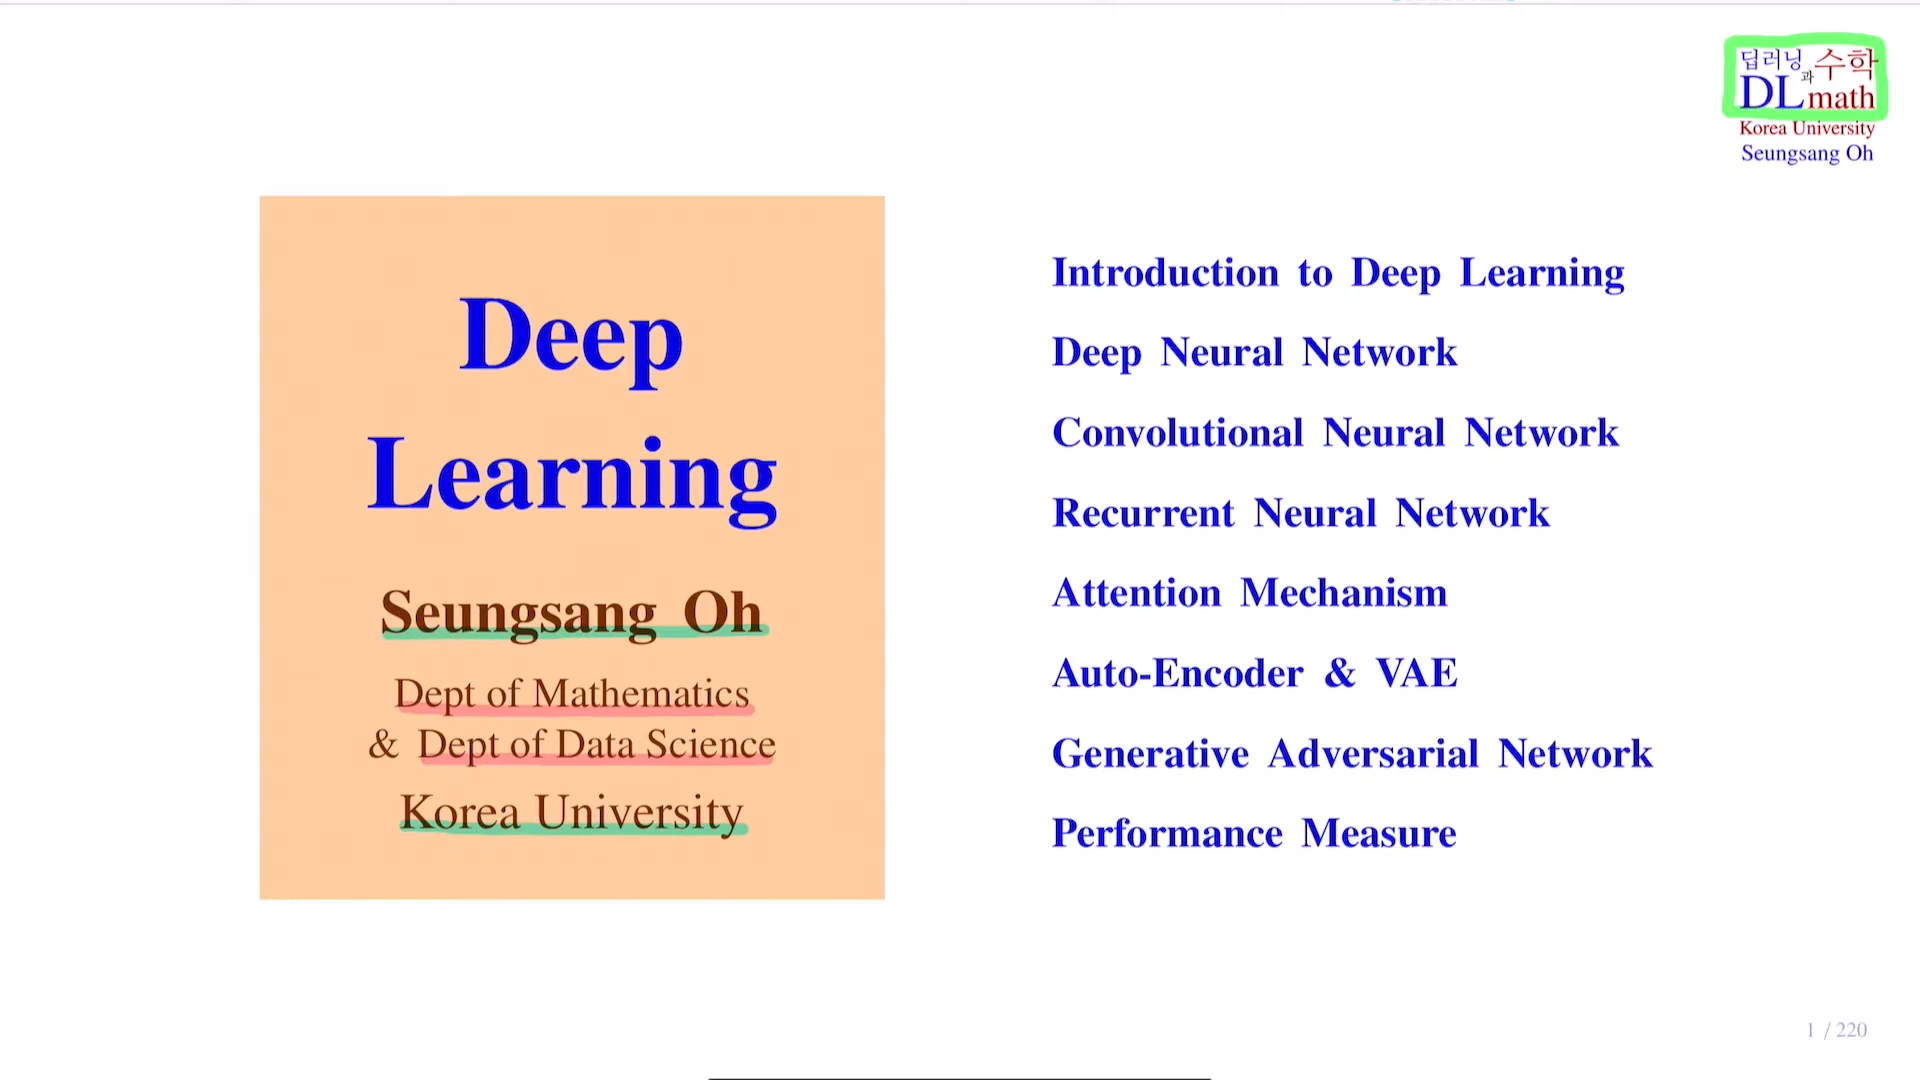 딥러닝과 수학
DL math
Korea University
Seungsang Oh
Deep
Learning
Seungsang Oh
Dept of Mathematics
& Dept of Data Science
Korea University
Introduction to Deep Learning
Deep Neural Network
Convolutional Neural Network
Recurrent Neural Network
Attention Mechanism
Auto-Encoder & VAE
Generative Adversarial Network
Performance Measure
1 / 220